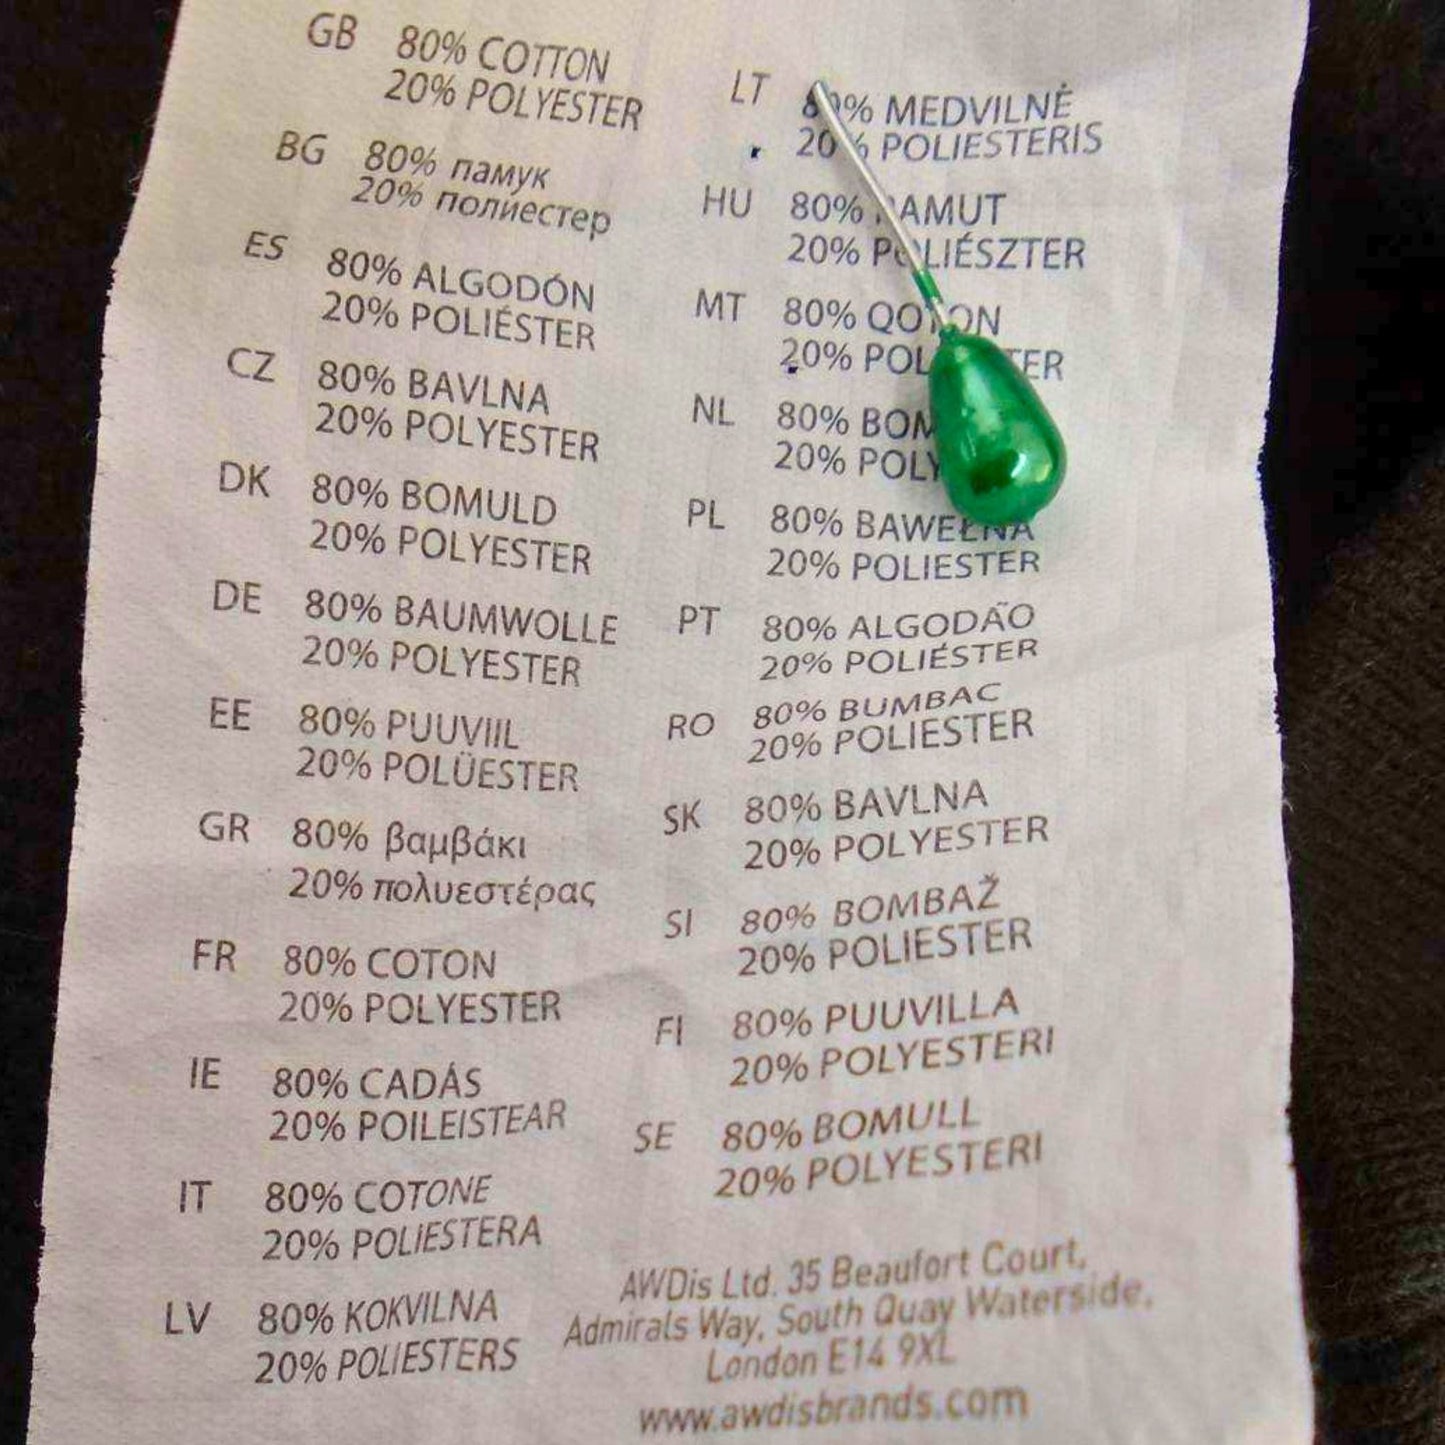 GB 80% COTTON
20% POLYESTER
BG 80% памук
20% полиестер
ES 80% ALGODÓN
20% POLIÉSTER
CZ 80% BAVLNA
20% POLYESTER
DK 80% BOMULD
20% POLYESTER
DE 80% BAUMWOLLE
20% POLYESTER
EE 80% PUUVIIL
20% POLÜESTER
GR 80% βαμβάκι
20% πολυεστέρας
FR 80% COTON
20% POLYESTER
IE 80% CADÁS
20% POILEISTEAR
IT 80% COTONE
20% POLIESTERA
LV 80% KOKVILNA
20% POLIESTERS
LT 80% MEDVILNĖ
20% POLIESTERIS
HU 80% PAMUT
20% POLIÉSZTER
MT 80% QOTON
20%
NL 80%
20%
PL 80% BAWEŁNA
20% POLIESTER
PT 80% ALGODÃO
20% POLIÉSTER
RO 80% BUMBAC
20% POLIESTER
SK 80% BAVLNA
20% POLYESTER
SI 80% BOMBAŽ
20% POLIESTER
FI 80% PUUVILLA
20% POLYESTERI
SE 80% BOMULL
20% POLYESTERI
AWDis Ltd. 35 Beaufort Court,
Admirals Way, South Quay Waterside,
London E14 9XL
www.awdisbrands.com